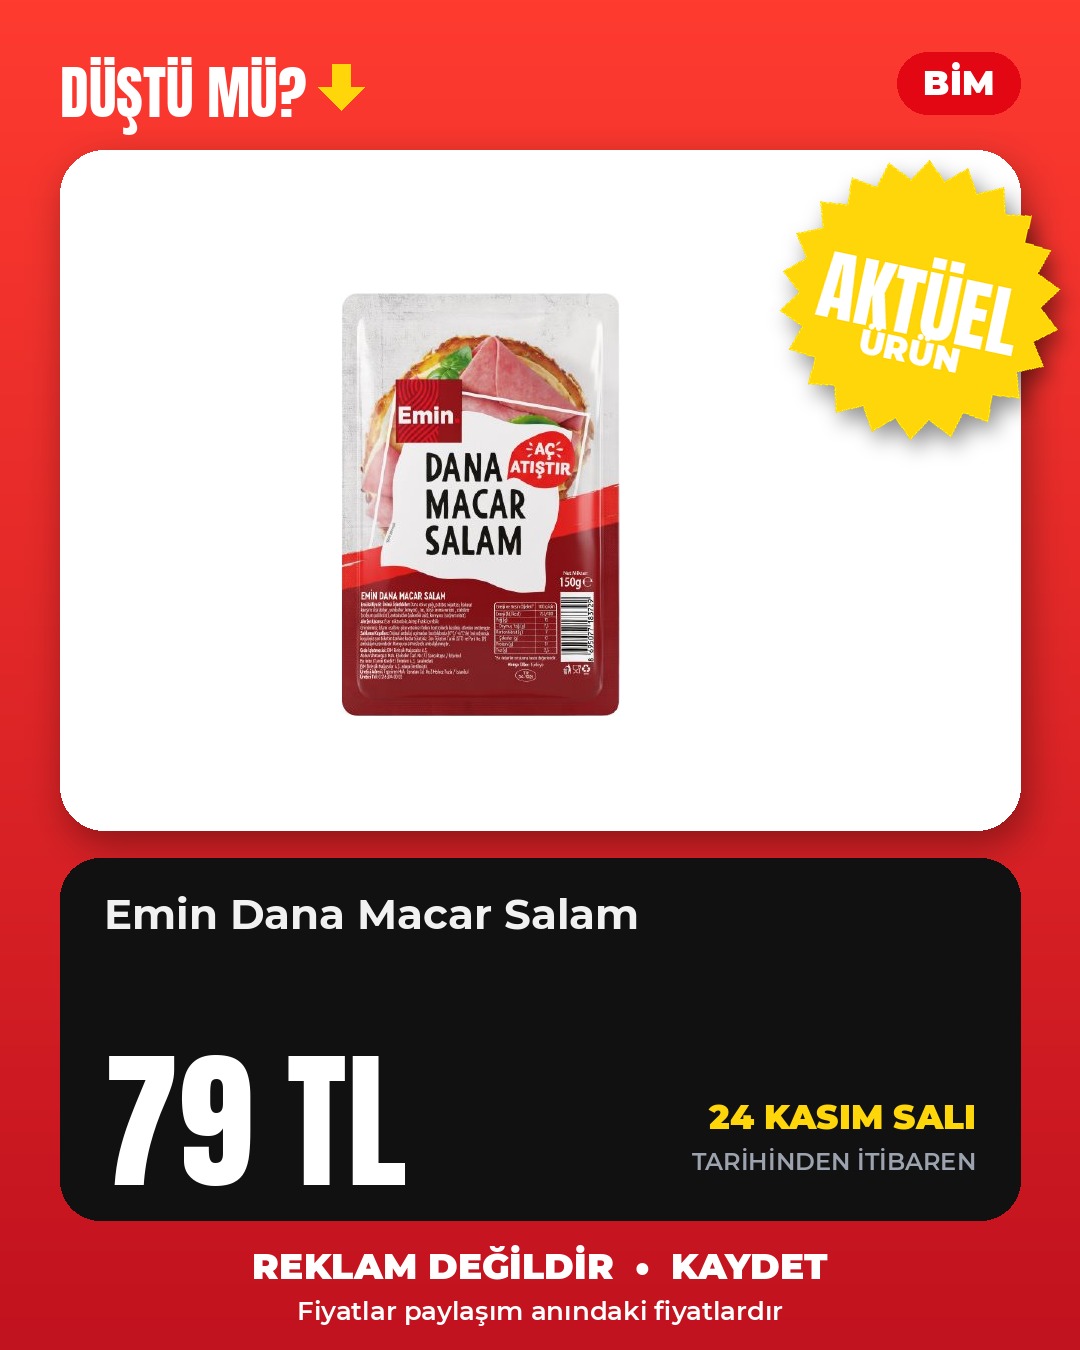 DÜŞTÜ MÜ?
BİM
AKTÜEL
ÜRÜN
Emin
AÇ
ATIŞTIR
DANA
MACAR
SALAM
Net Miktar:
150g℮
EMİN DANA MACAR SALAM
Emin Dana Macar Salam
79 TL
24 KASIM SALI
TARİHİNDEN İTİBAREN
REKLAM DEĞİLDİR • KAYDET
Fiyatlar paylaşım anındaki fiyatlardır